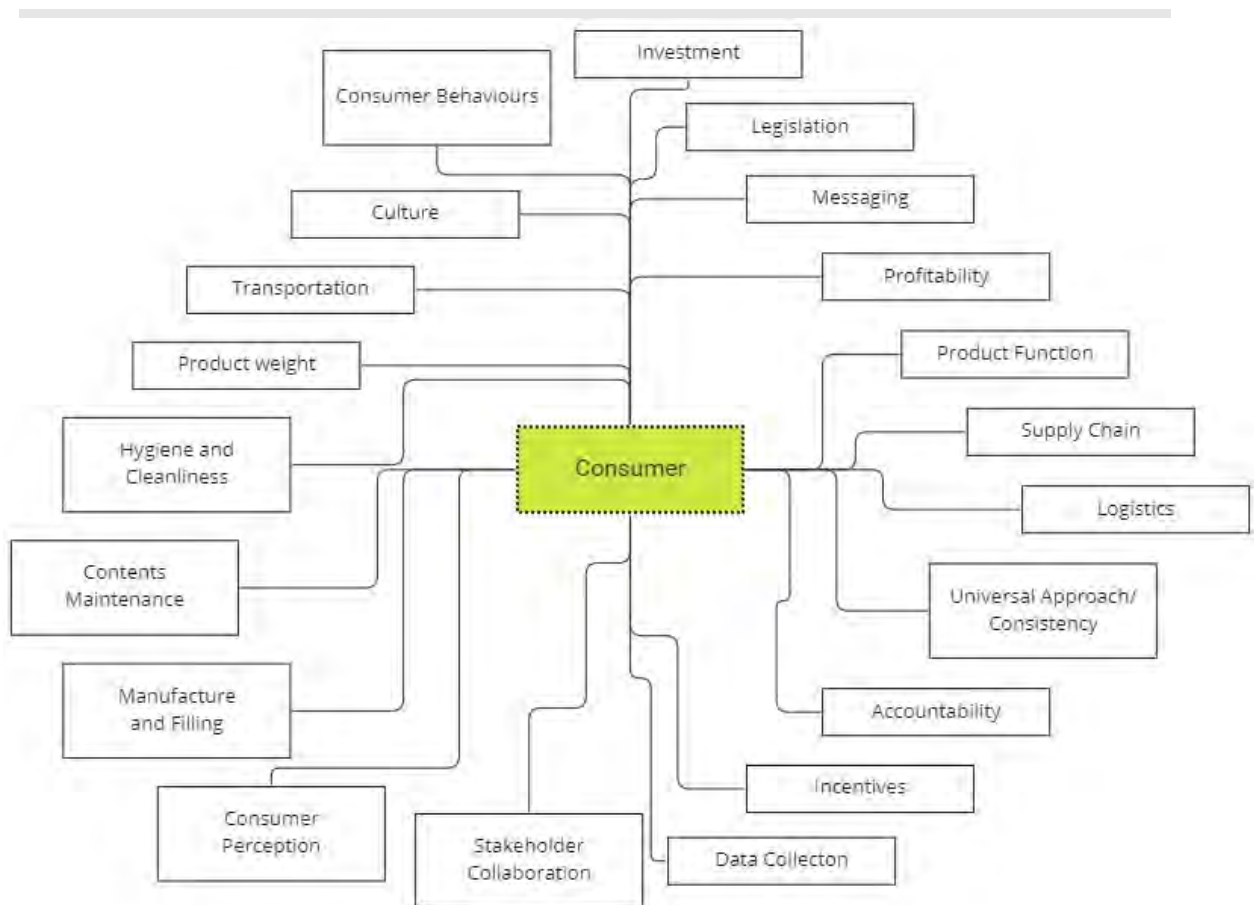 Investment
Consumer Behaviours
Legislation
Messaging
Culture
Profitability
Transportation
Product Function
Product weight
Supply Chain
Hygiene and
Cleanliness
Consumer
Logistics
Contents
Maintenance
Universal Approach/
Consistency
Manufacture
and Filling
Accountability
Incentives
Consumer
Perception
Stakeholder
Collaboration
Data Collecton